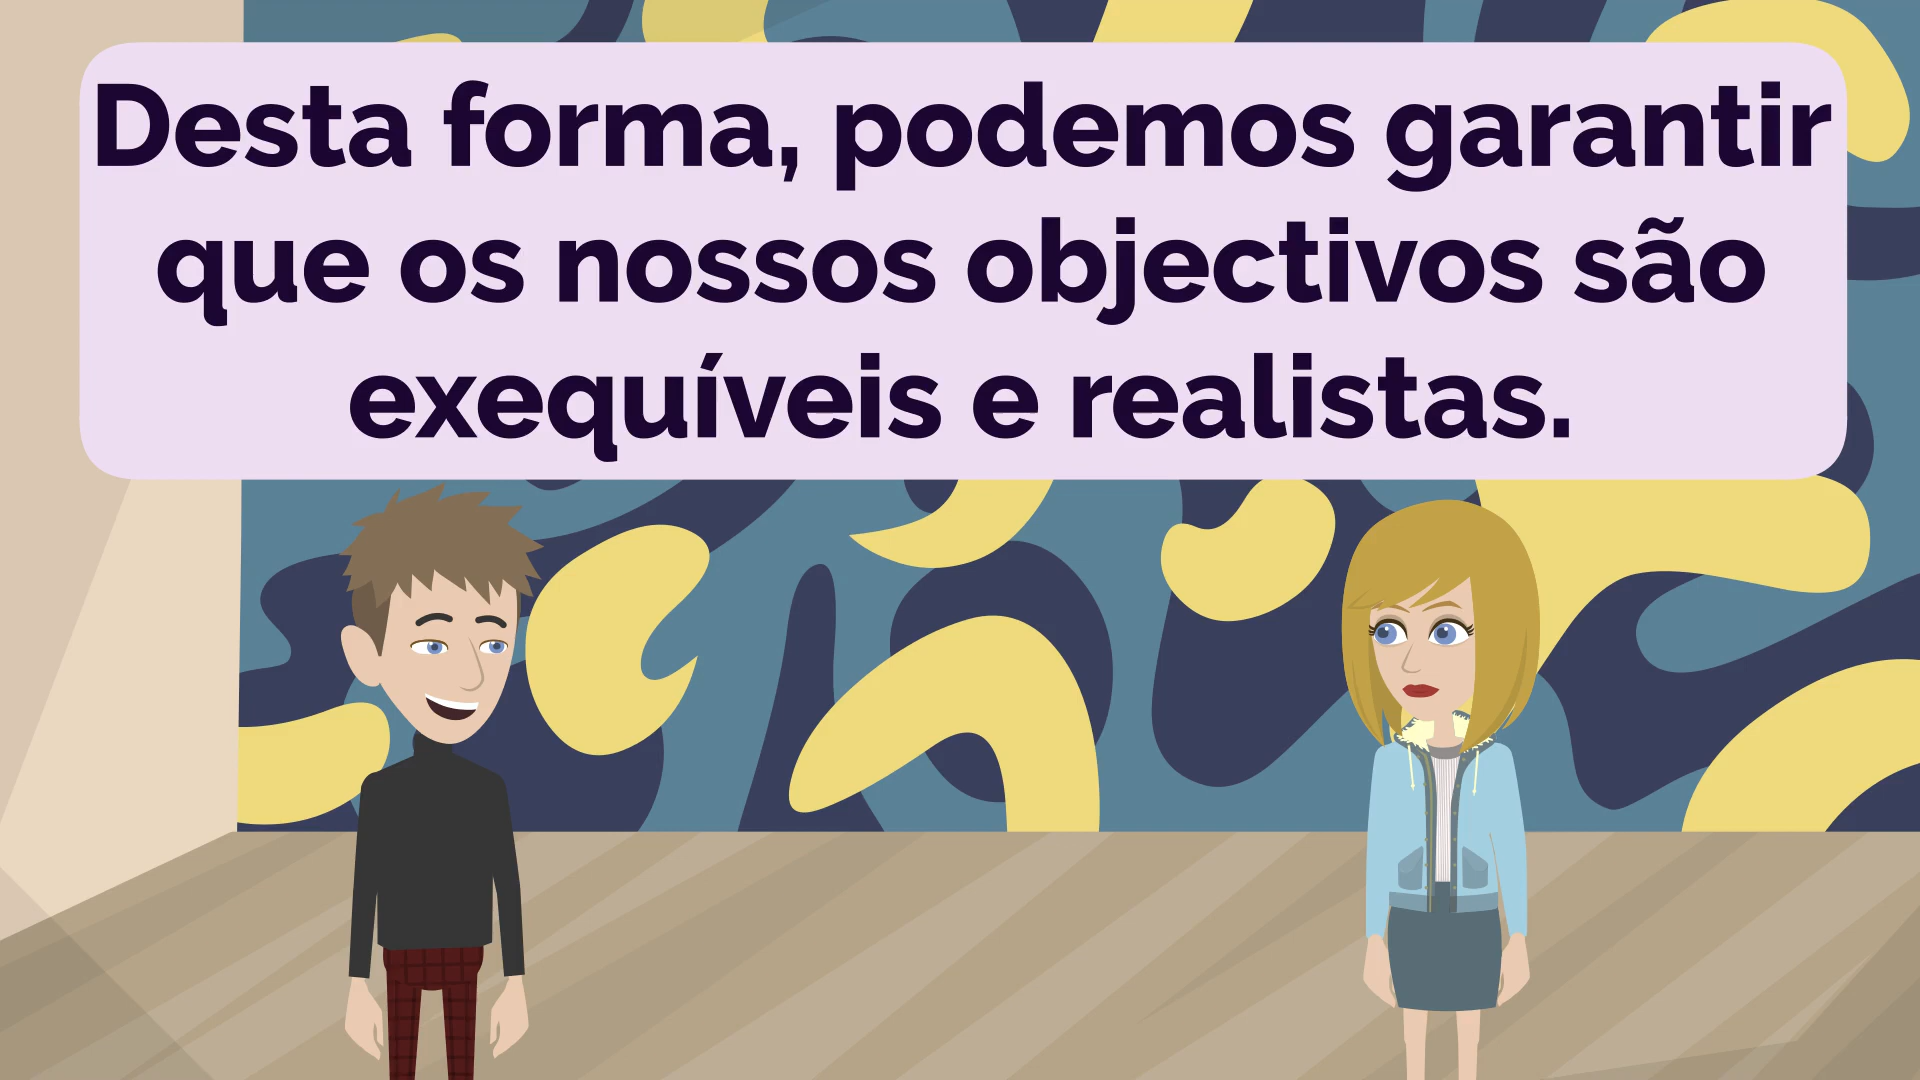 Desta forma, podemos garantir
que os nossos objectivos são
exequíveis e realistas.